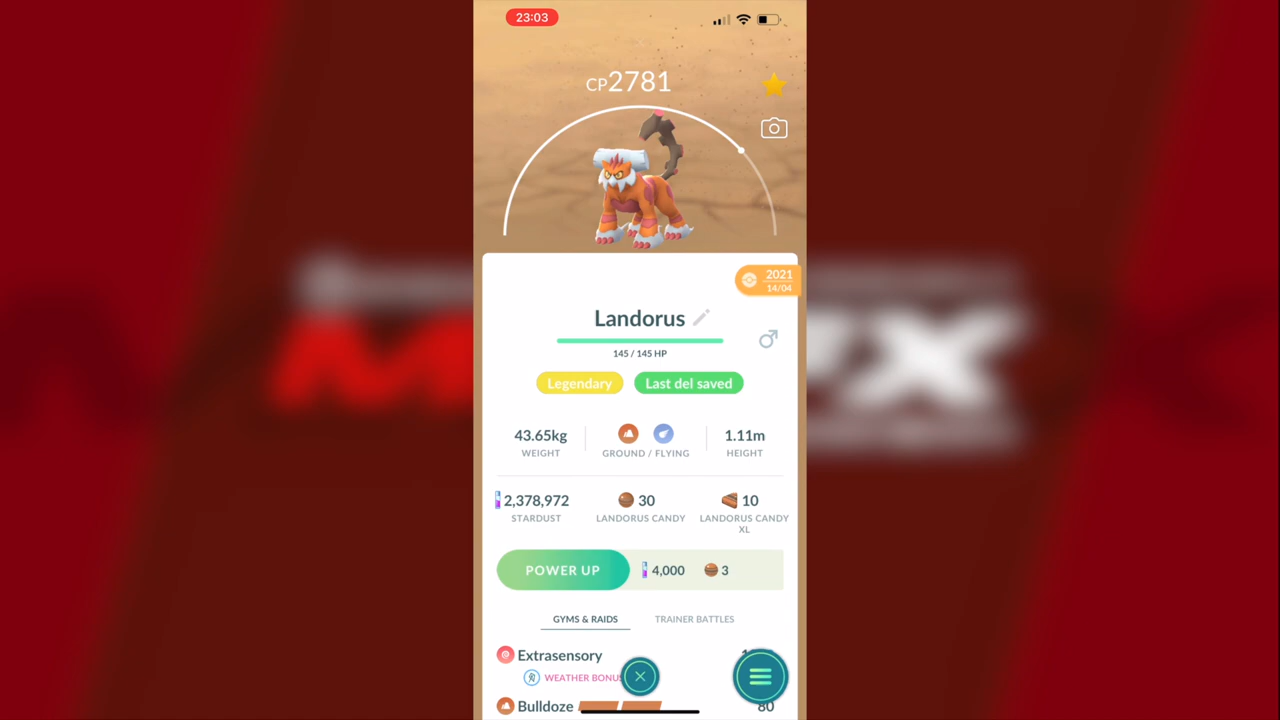 23:03
CP2781
2021
14/04
Landorus
145 / 145 HP
Legendary Last del saved
43.65kg 1.11m
WEIGHT GROUND / FLYING HEIGHT
2,378,972 30 10
STARDUST LANDORUS CANDY LANDORUS CANDY
XL
POWER UP 4,000 3
GYMS & RAIDS TRAINER BATTLES
Extrasensory
WEATHER
Bulldoze 80